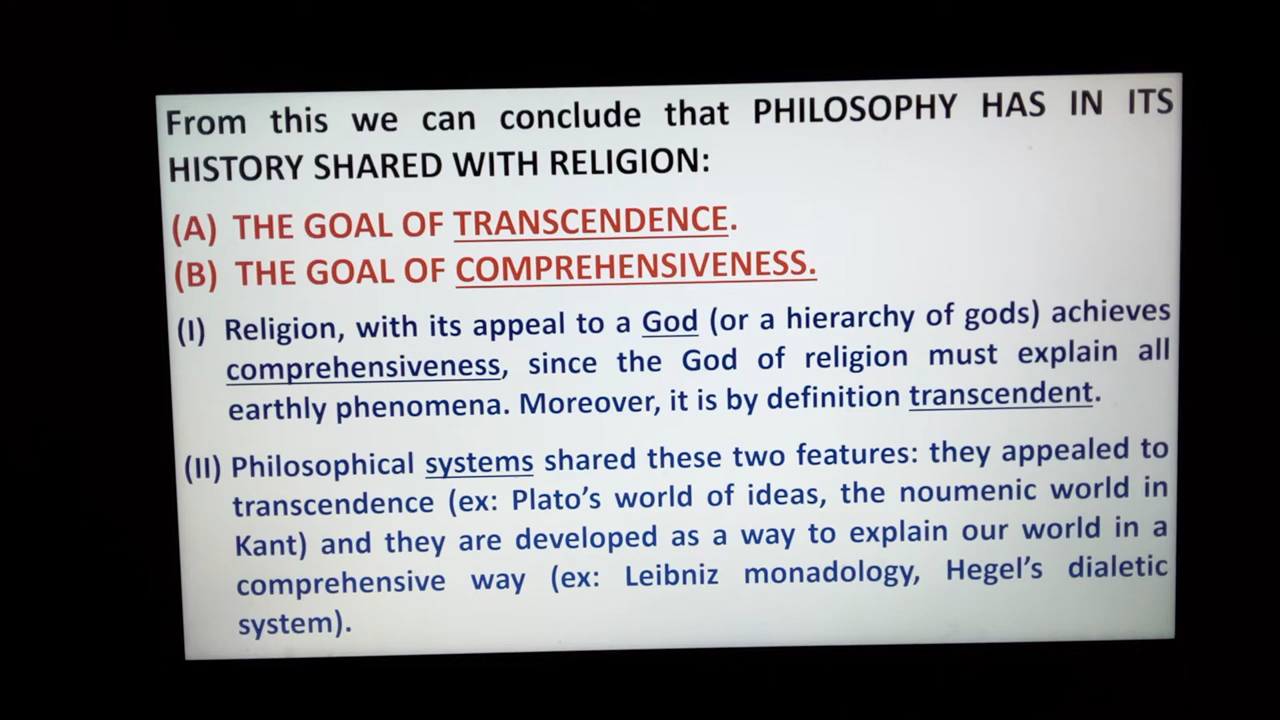 From this we can conclude that PHILOSOPHY HAS IN ITS
HISTORY SHARED WITH RELIGION:
(A) THE GOAL OF TRANSCENDENCE.
(B) THE GOAL OF COMPREHENSIVENESS.
(I) Religion, with its appeal to a God (or a hierarchy of gods) achieves
comprehensiveness, since the God of religion must explain all
earthly phenomena. Moreover, it is by definition transcendent.
(II) Philosophical systems shared these two features: they appealed to
transcendence (ex: Plato's world of ideas, the noumenic world in
Kant) and they are developed as a way to explain our world in a
comprehensive way (ex: Leibniz monadology, Hegel's dialetic
system).